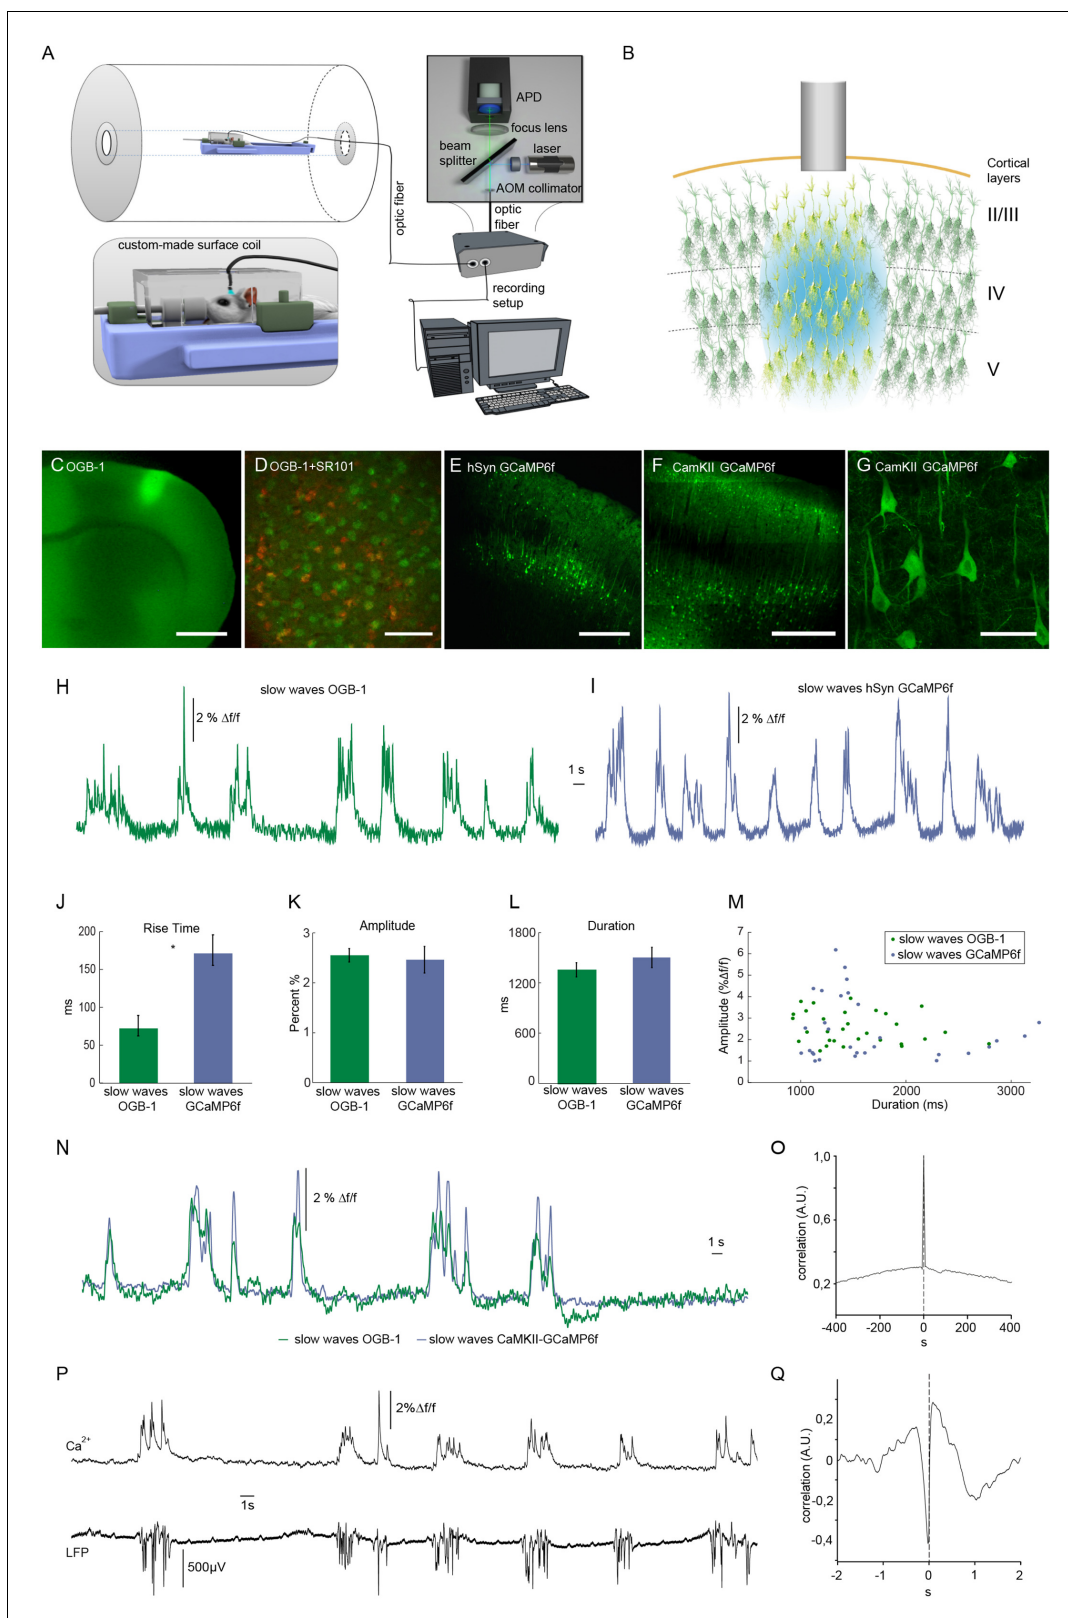 A
APD
focus lens
beam
splitter
laser
AOM collimator
optic
fiber
optic fiber
recording
setup
custom-made surface coil
B
Cortical
layers
II/III
IV
V
C OGB-1
D OGB-1+SR101
E hSyn GCaMP6f
F CamKII GCaMP6f
G CamKII GCaMP6f
H
slow waves OGB-1
2 % Δf/f
1 s
I
slow waves hSyn GCaMP6f
2 % Δf/f
J
Rise Time
200
150
100
50
0
ms
*
slow waves
OGB-1
slow waves
GCaMP6f
K
Amplitude
3
2
1
0
Percent %
slow waves
OGB-1
slow waves
GCaMP6f
L
Duration
1800
1200
600
0
ms
slow waves
OGB-1
slow waves
GCaMP6f
M
slow waves OGB-1
slow waves GCaMP6f
7
6
5
4
3
2
1
0
Amplitude (%Δf/f)
1000 2000 3000
Duration (ms)
N
2 % Δf/f
1 s
slow waves OGB-1
slow waves CaMKII-GCaMP6f
O
1,0
0,6
0,2
correlation (A.U.)
-400 -200 0 200 400
s
P
2%Δf/f
Ca2+
1s
LFP
500µV
Q
0,2
0
-0,2
-0,4
correlation (A.U.)
-2 -1 0 1 2
s